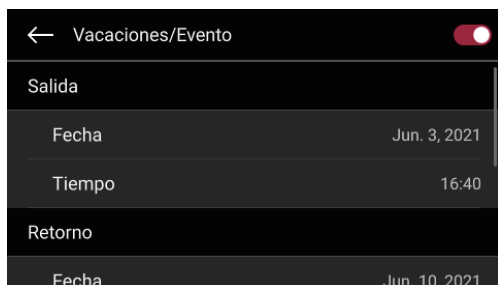 Vacaciones/Evento
Salida
Fecha Jun. 3, 2021
Tiempo 16:40
Retorno
Fecha Jun. 10, 2021